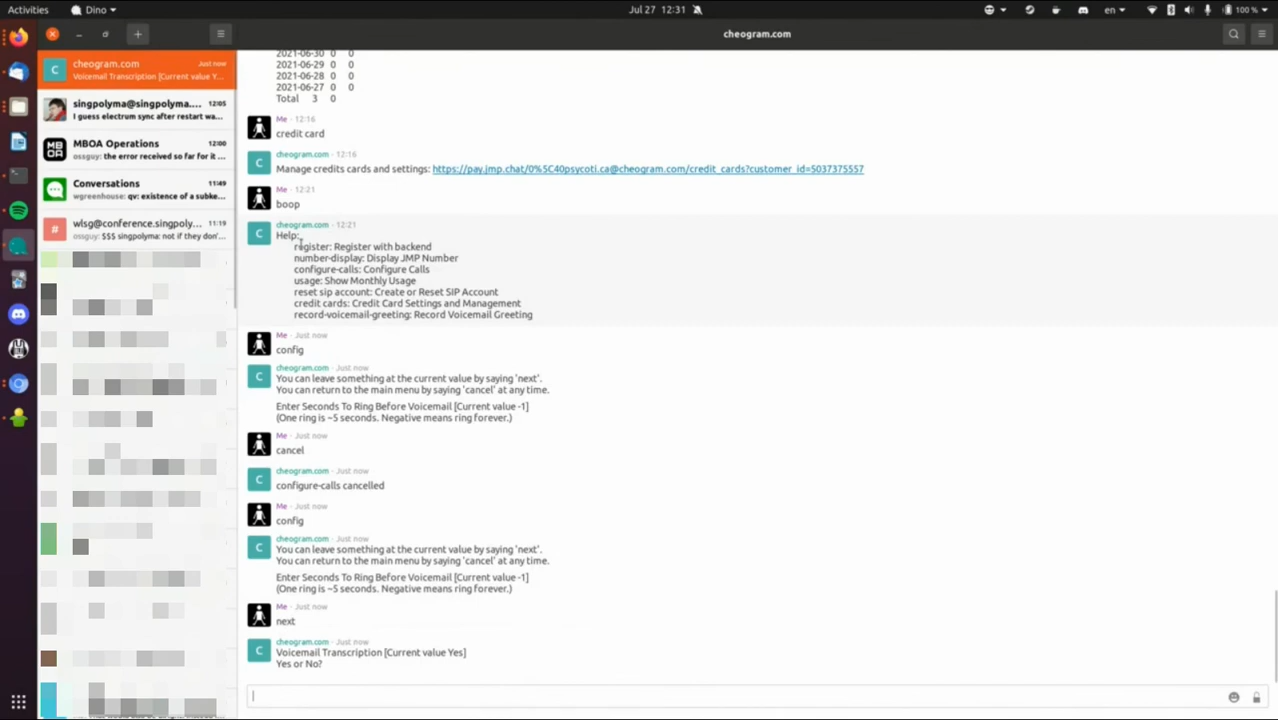 Activities
Dino
Jul 27 12:31
en
100 %
cheogram.com
cheogram.com
Just now
Voicemail Transcription [Current value Y...
singpolyma@singpolyma....
12:05
I guess electrum sync after restart wa...
MBOA Operations
12:00
ossguy: the error received so far for it ...
Conversations
11:49
wgreenhouse: qv: existence of a subke...
wlsg@conference.singpoly...
11:19
ossguy: $$$ singpolyma: not if they don'...
2021-06-30 0 0
2021-06-29 0 0
2021-06-28 0 0
2021-06-27 0 0
Total 3 0
Me - 12:16
credit card
cheogram.com - 12:16
Manage credits cards and settings: https://pay.jmp.chat/0%5C40psycoti.ca@cheogram.com/credit_cards?customer_id=5037375557
Me - 12:21
boop
cheogram.com - 12:21
Help:
register: Register with backend
number-display: Display JMP Number
configure-calls: Configure Calls
usage: Show Monthly Usage
reset sip account: Create or Reset SIP Account
credit cards: Credit Card Settings and Management
record-voicemail-greeting: Record Voicemail Greeting
Me - Just now
config
cheogram.com - Just now
You can leave something at the current value by saying 'next'.
You can return to the main menu by saying 'cancel' at any time.
Enter Seconds To Ring Before Voicemail [Current value -1]
(One ring is ~5 seconds. Negative means ring forever.)
Me - Just now
cancel
cheogram.com - Just now
configure-calls cancelled
Me - Just now
config
cheogram.com - Just now
You can leave something at the current value by saying 'next'.
You can return to the main menu by saying 'cancel' at any time.
Enter Seconds To Ring Before Voicemail [Current value -1]
(One ring is ~5 seconds. Negative means ring forever.)
Me - Just now
next
cheogram.com - Just now
Voicemail Transcription [Current value Yes]
Yes or No?